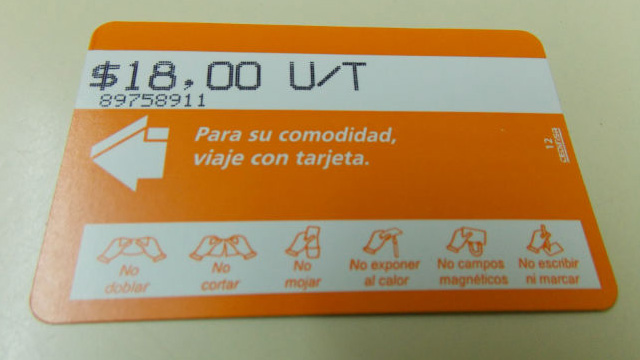 $18,00 U/T
89758911
Para su comodidad,
viaje con tarjeta.
12
No doblar
No cortar
No mojar
No exponer al calor
No campos magnéticos
No escribir ni marcar